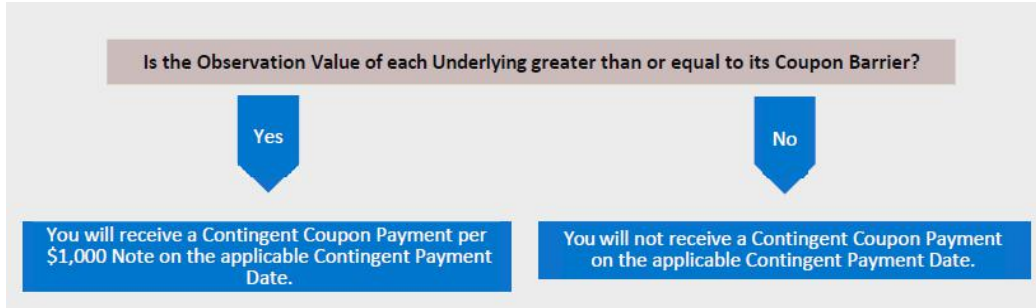 Is the Observation Value of each Underlying greater than or equal to its Coupon Barrier?
Yes
No
You will receive a Contingent Coupon Payment per
$1,000 Note on the applicable Contingent Payment
Date.
You will not receive a Contingent Coupon Payment
on the applicable Contingent Payment Date.